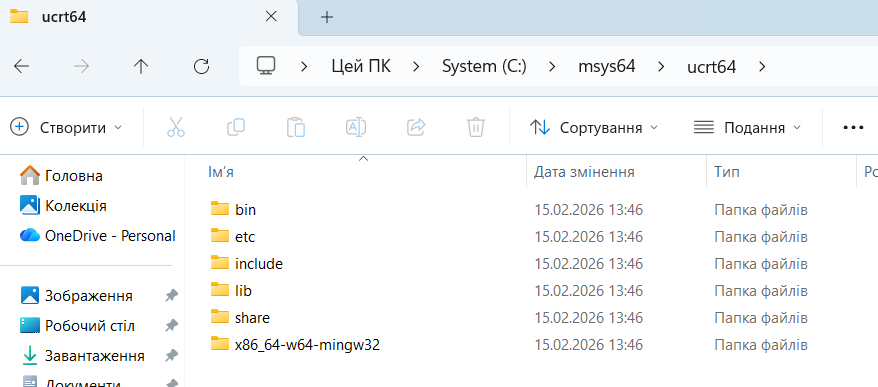 ucrt64
Цей ПК > System (C:) > msys64 > ucrt64 >
Створити Сортування Подання
Ім'я Дата змінення Тип
Головна
Колекція
OneDrive - Personal
Зображення
Робочий стіл
Завантаження
Документи
bin 15.02.2026 13:46 Папка файлів
etc 15.02.2026 13:46 Папка файлів
include 15.02.2026 13:46 Папка файлів
lib 15.02.2026 13:46 Папка файлів
share 15.02.2026 13:46 Папка файлів
x86_64-w64-mingw32 15.02.2026 13:46 Папка файлів